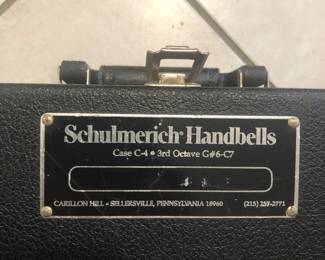 Schulmerich® Handbells
Case C-4 • 3rd Octave G#6-C7
CARILLON HILL • SELLERSVILLE, PENNSYLVANIA 18960 (215) 257-2771